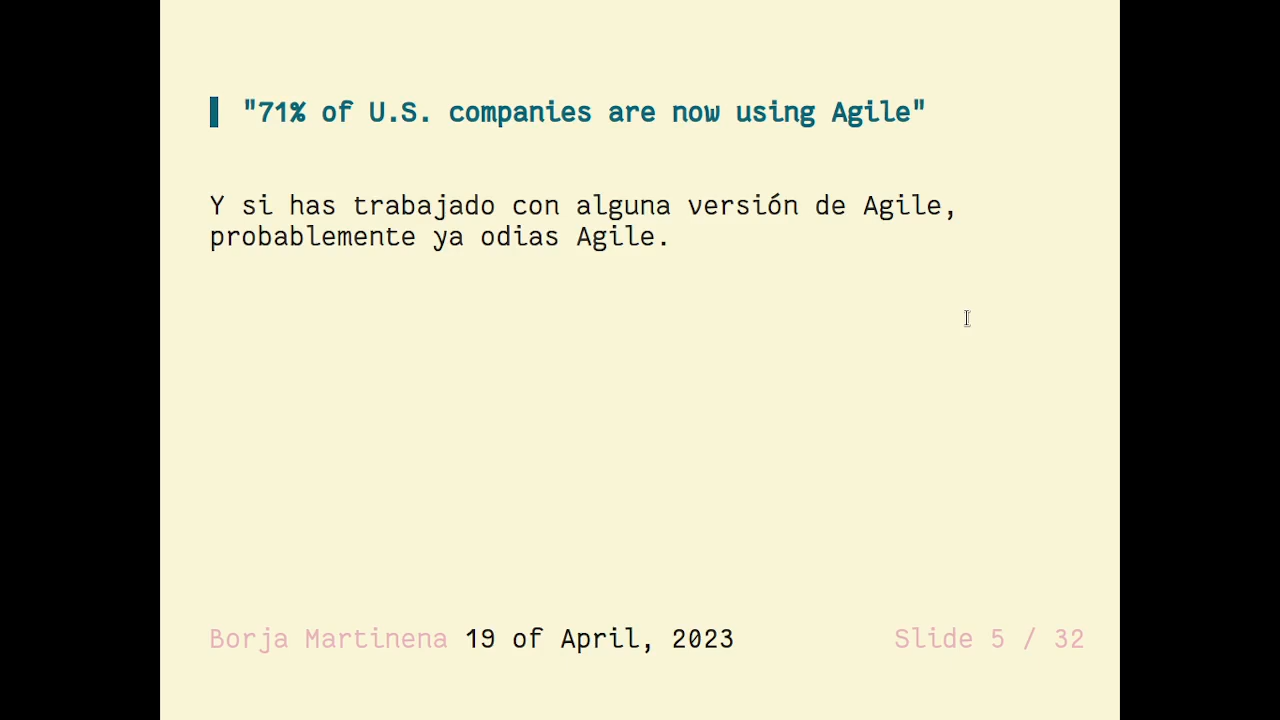 "71% of U.S. companies are now using Agile"
Y si has trabajado con alguna versión de Agile,
probablemente ya odias Agile.
Borja Martinena 19 of April, 2023 Slide 5 / 32